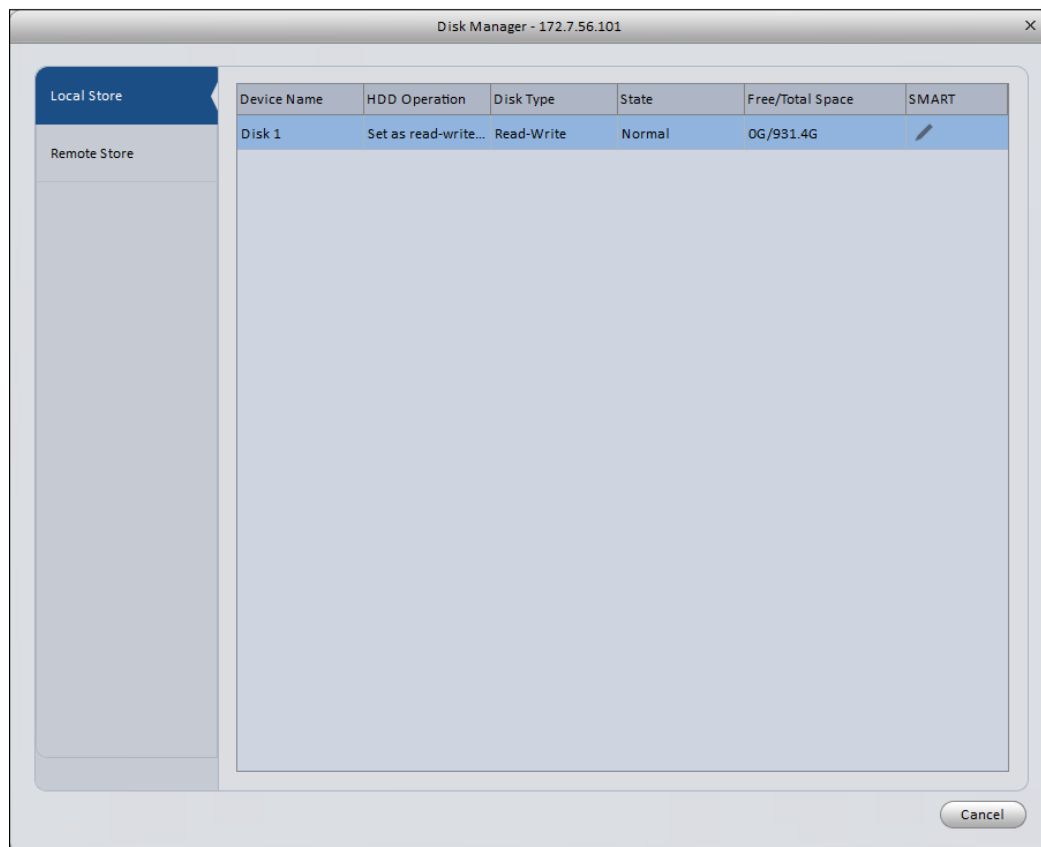 Disk Manager - 172.7.56.101
Local Store
Remote Store
Device Name HDD Operation Disk Type State Free/Total Space SMART
Disk 1 Set as read-write... Read-Write Normal 0G/931.4G
Cancel